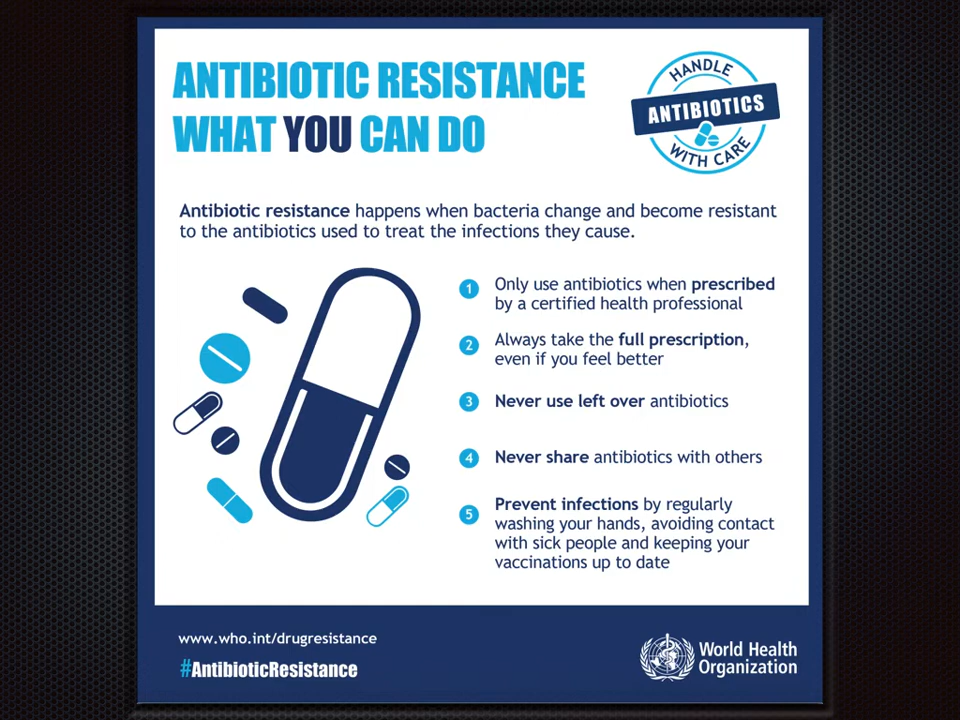 ANTIBIOTIC RESISTANCE
WHAT YOU CAN DO
HANDLE
ANTIBIOTICS
WITH CARE
Antibiotic resistance happens when bacteria change and become resistant
to the antibiotics used to treat the infections they cause.
1 Only use antibiotics when prescribed
by a certified health professional
2 Always take the full prescription,
even if you feel better
3 Never use left over antibiotics
4 Never share antibiotics with others
5 Prevent infections by regularly
washing your hands, avoiding contact
with sick people and keeping your
vaccinations up to date
www.who.int/drugresistance
#AntibioticResistance
World Health
Organization